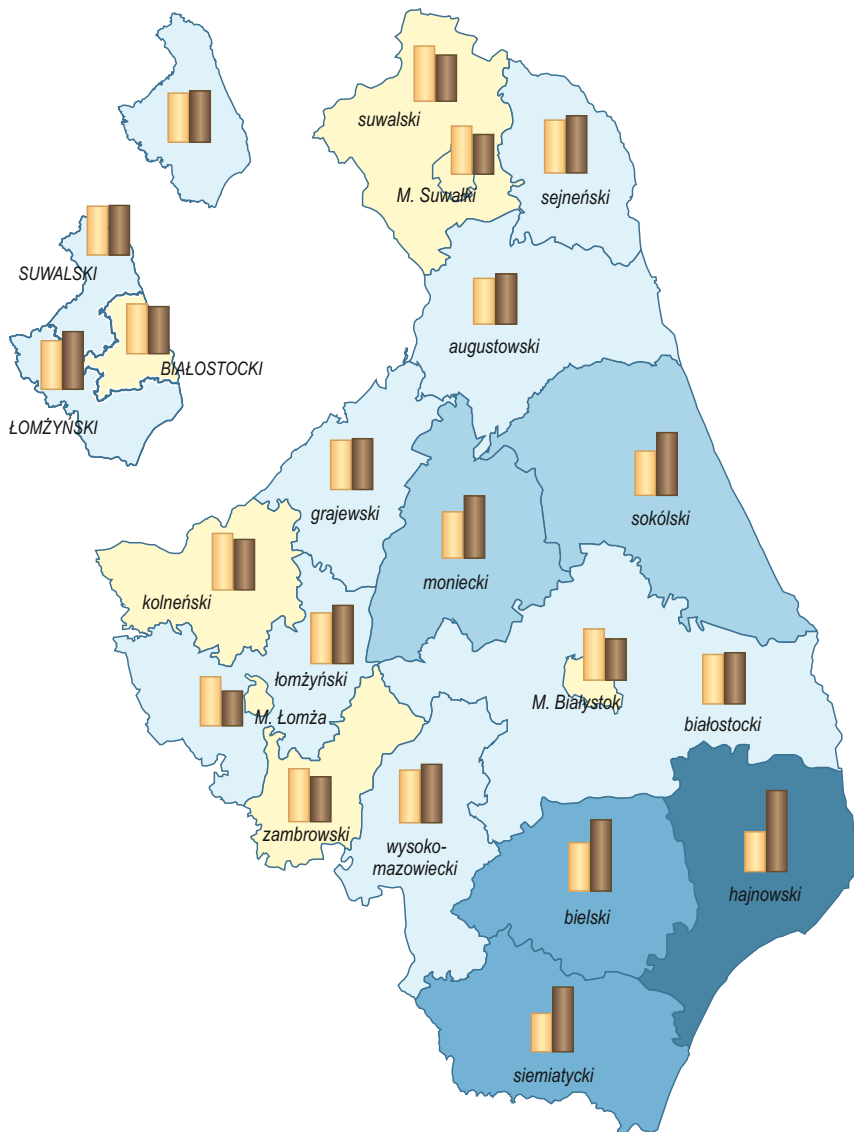 suwalski
M. Suwałki
sejneński
SUWALSKI
augustowski
BIAŁOSTOCKI
ŁOMŻYŃSKI
grajewski
sokólski
moniecki
kolneński
łomżyński
M. Łomża
M. Białystok
białostocki
zambrowski
wysoko-
mazowiecki
hajnowski
bielski
siemiatycki